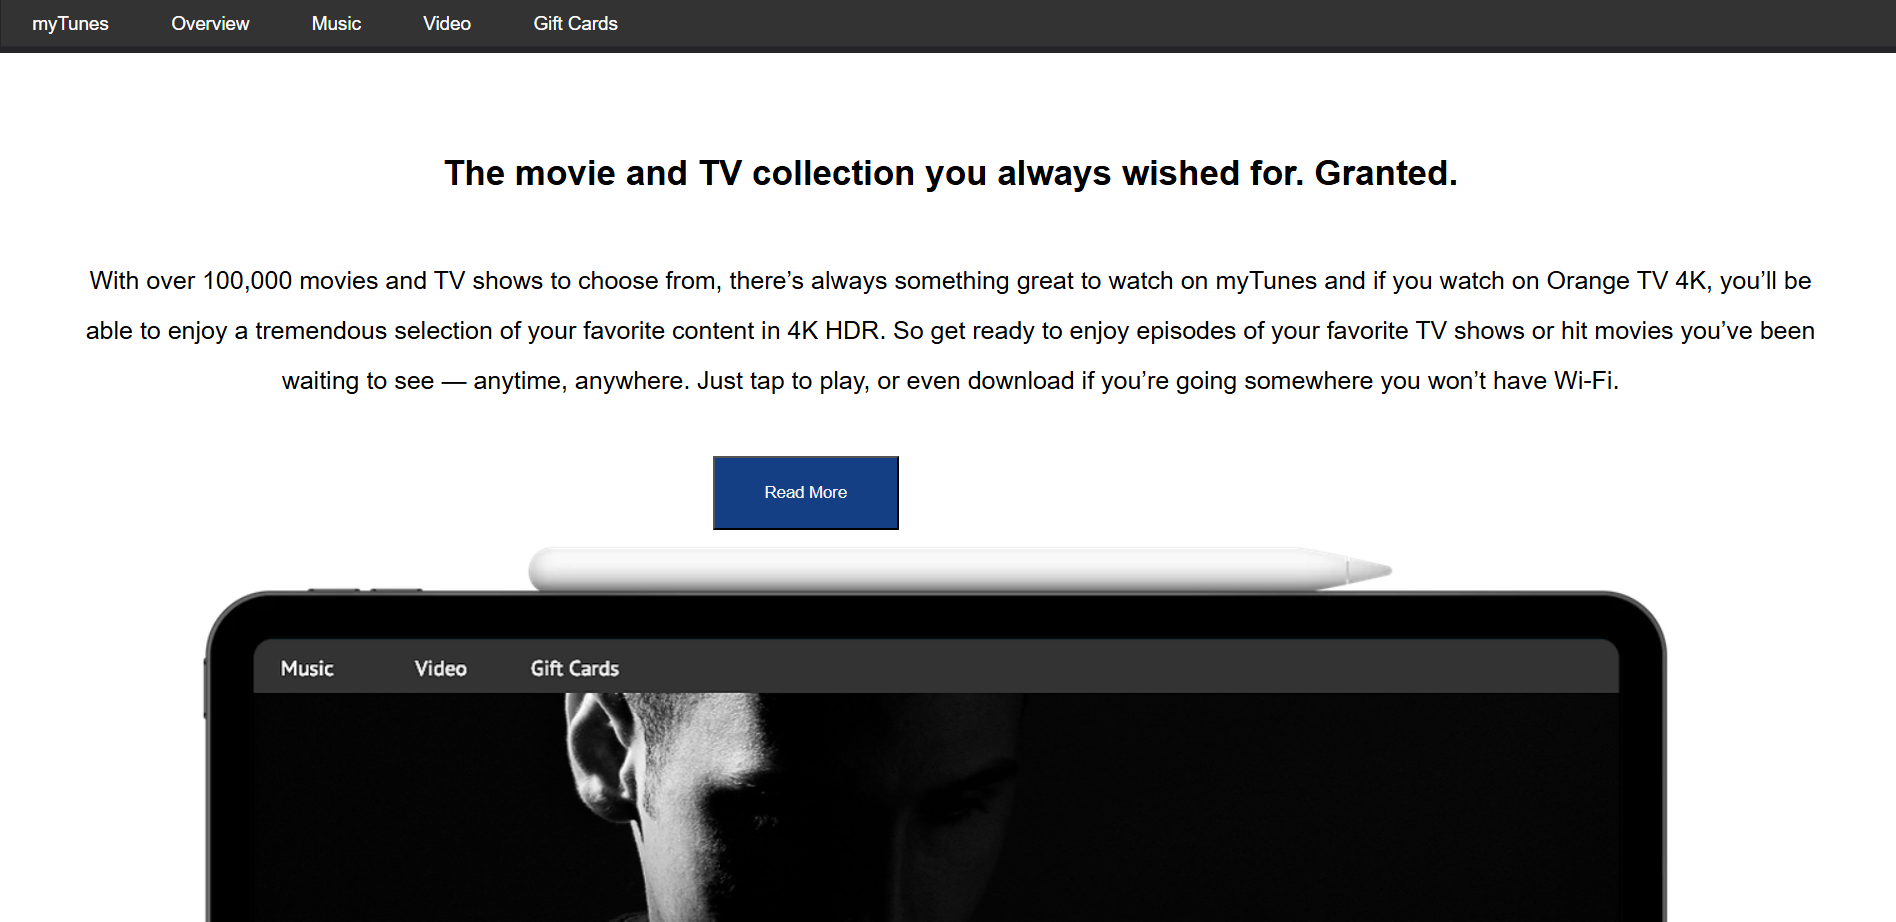 myTunes Overview Music Video Gift Cards
The movie and TV collection you always wished for. Granted.
With over 100,000 movies and TV shows to choose from, there’s always something great to watch on myTunes and if you watch on Orange TV 4K, you’ll be
able to enjoy a tremendous selection of your favorite content in 4K HDR. So get ready to enjoy episodes of your favorite TV shows or hit movies you’ve been
waiting to see — anytime, anywhere. Just tap to play, or even download if you’re going somewhere you won’t have Wi-Fi.
Read More
Music Video Gift Cards